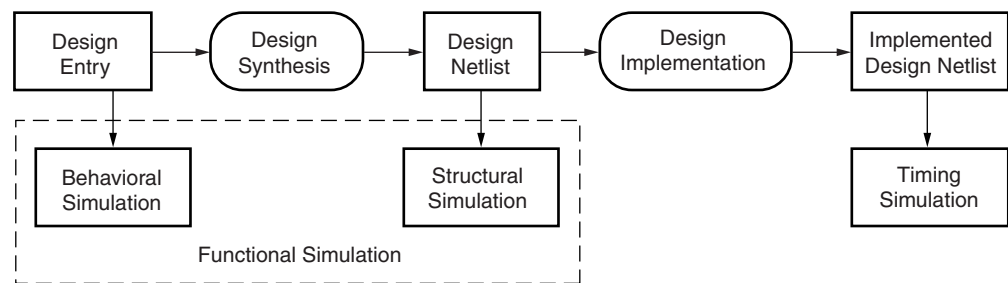 Design
Entry
Design
Synthesis
Design
Netlist
Design
Implementation
Implemented
Design Netlist
Behavioral
Simulation
Structural
Simulation
Timing
Simulation
Functional Simulation